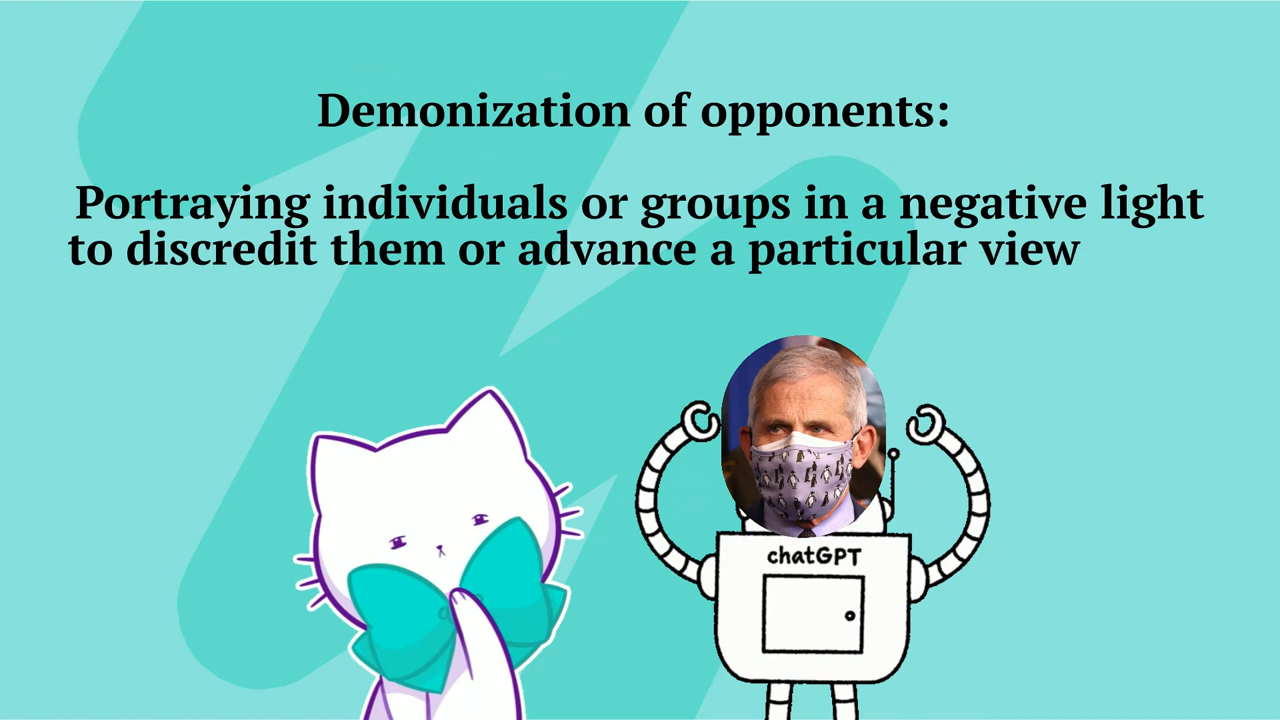 Demonization of opponents:
Portraying individuals or groups in a negative light
to discredit them or advance a particular view
chatGPT